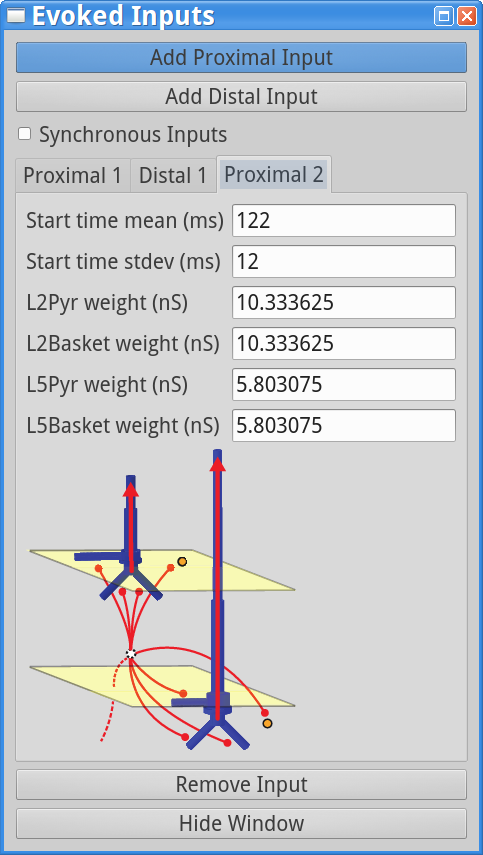 Evoked Inputs
Add Proximal Input
Add Distal Input
Synchronous Inputs
Proximal 1 Distal 1 Proximal 2
Start time mean (ms) 122
Start time stdev (ms) 12
L2Pyr weight (nS) 10.333625
L2Basket weight (nS) 10.333625
L5Pyr weight (nS) 5.803075
L5Basket weight (nS) 5.803075
Remove Input
Hide Window